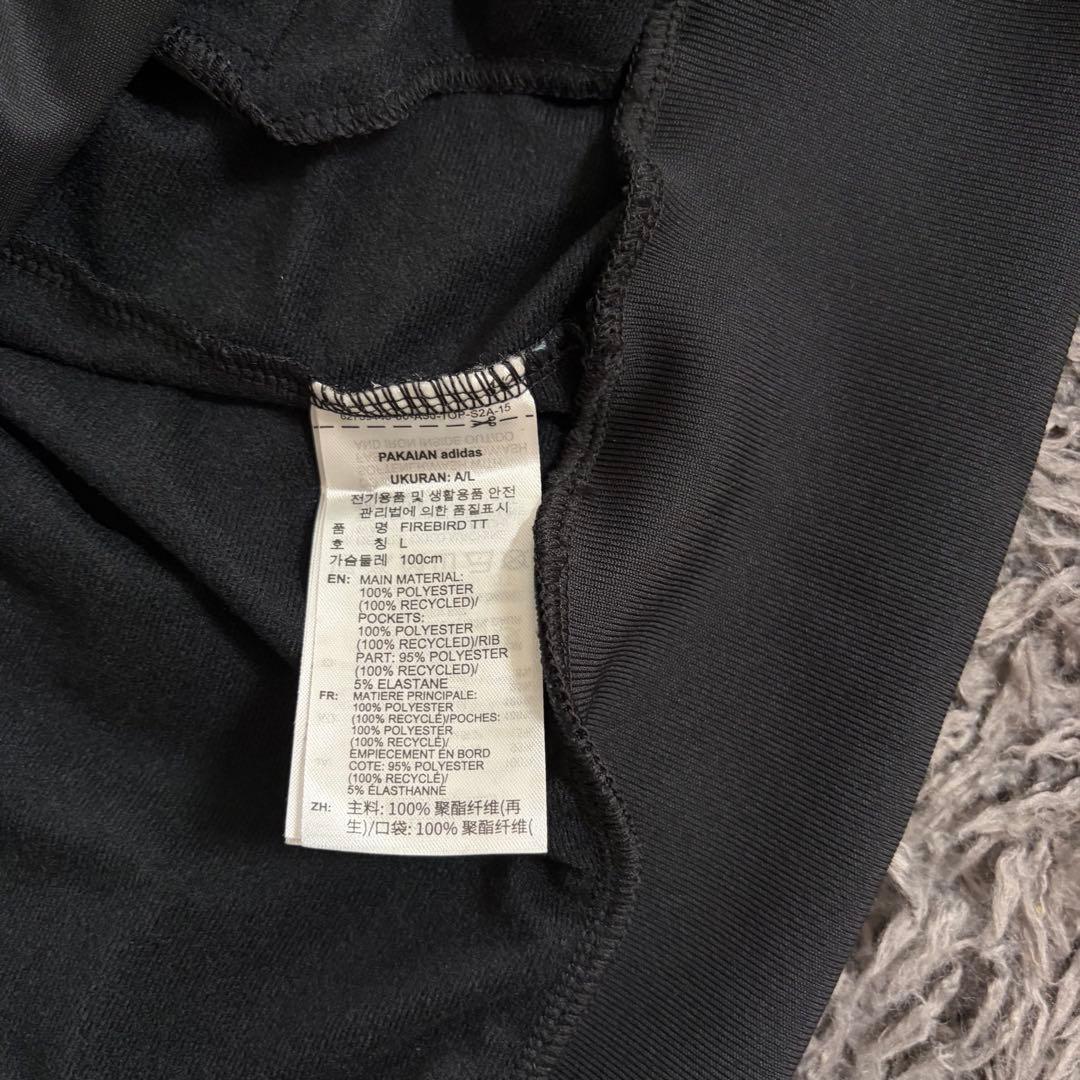 -TOP-S2A-15
PAKAIAN adidas
UKURAN: A/L
전기용품 및 생활용품 안전
관리법에 의한 품질표시
품 명 FIREBIRD TT
호 칭 L
가슴둘레 100cm
EN: MAIN MATERIAL:
100% POLYESTER
(100% RECYCLED)/
POCKETS:
100% POLYESTER
(100% RECYCLED)/RIB
PART: 95% POLYESTER
(100% RECYCLED)/
5% ELASTANE
FR: MATIERE PRINCIPALE:
100% POLYESTER
(100% RECYCLÉ)/POCHES:
100% POLYESTER
(100% RECYCLÉ)/
EMPIECEMENT EN BORD
COTE: 95% POLYESTER
(100% RECYCLÉ)/
5% ÉLASTHANNE
ZH: 主料: 100% 聚酯纤维(再
生)/口袋: 100% 聚酯纤维(